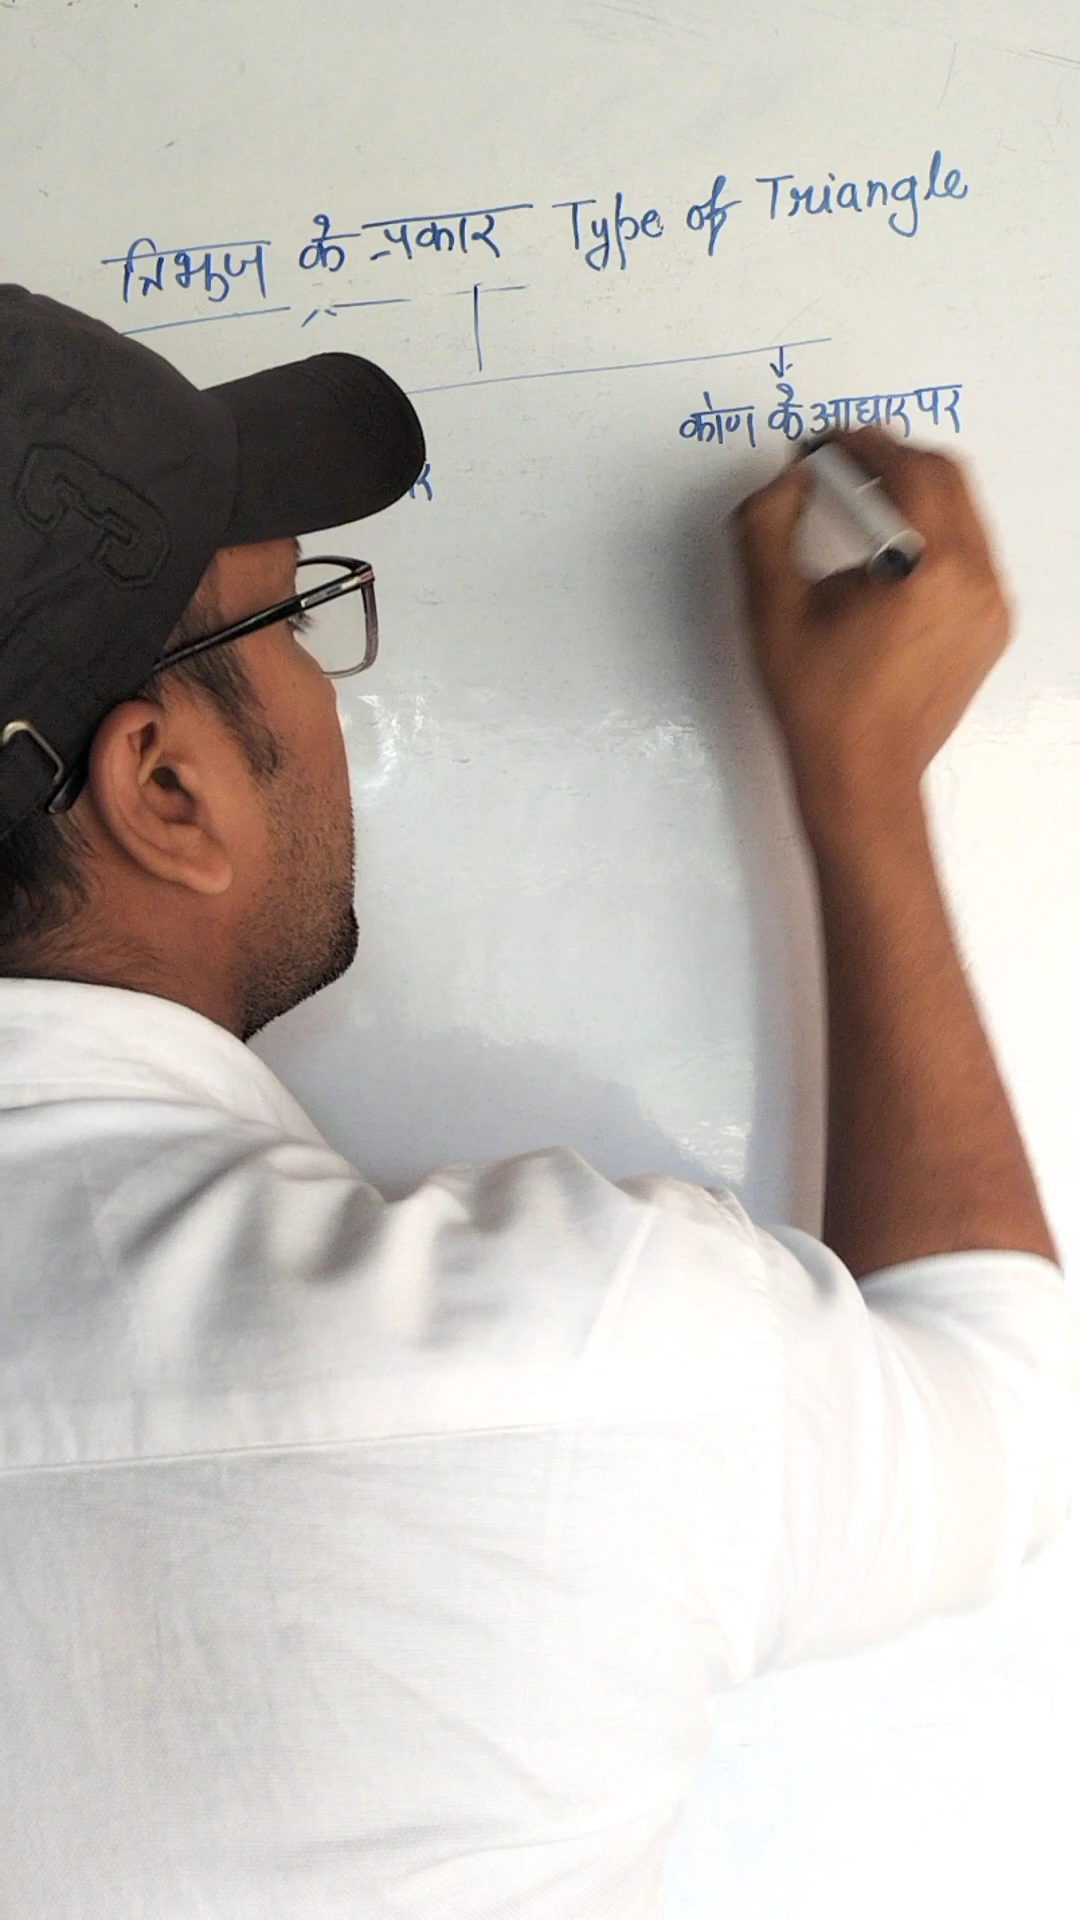 त्रिभुज के प्रकार Type of Triangle
कोण के आधार पर